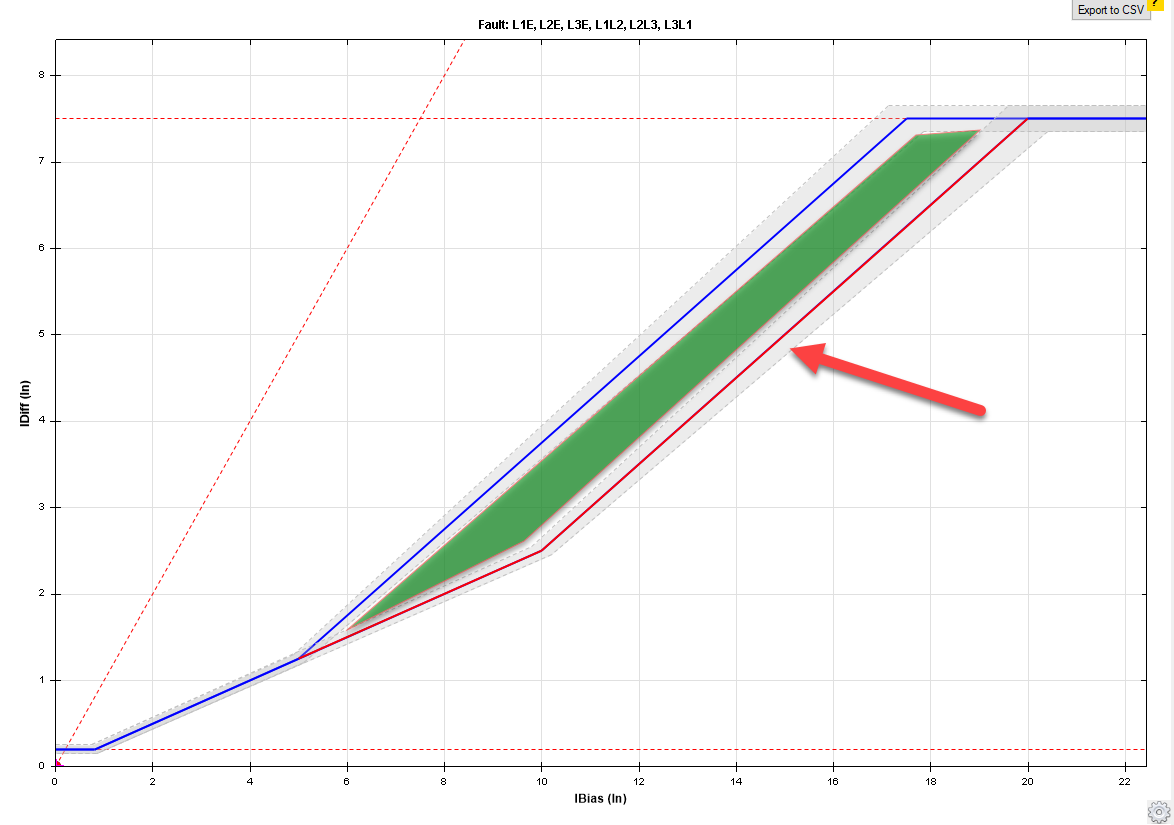 Export to CSV
?
Fault: L1E, L2E, L3E, L1L2, L2L3, L3L1
8
7
6
5
4
3
2
1
0
IDiff (In)
0 2 4 6 8 10 12 14 16 18 20 22
IBias (In)